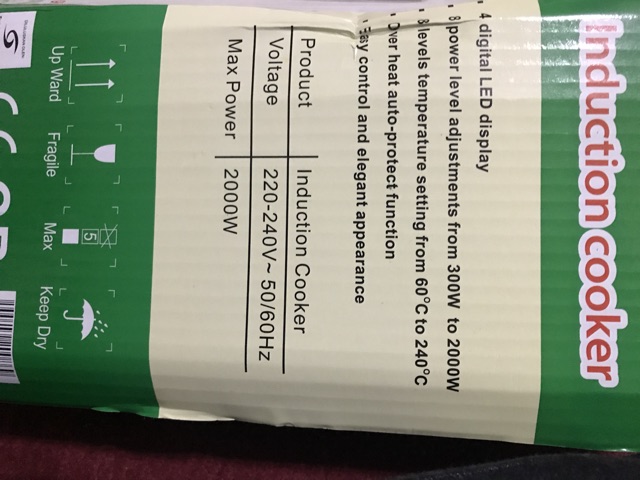 Induction cooker
4 digital LED display
8 power level adjustments from 300W to 2000W
8 levels temperature setting from 60°C to 240°C
Over heat auto-protect function
Easy control and elegant appearance
Product Induction Cooker
Voltage 220-240V~ 50/60Hz
Max Power 2000W
5
Up Ward Fragile Max Keep Dry